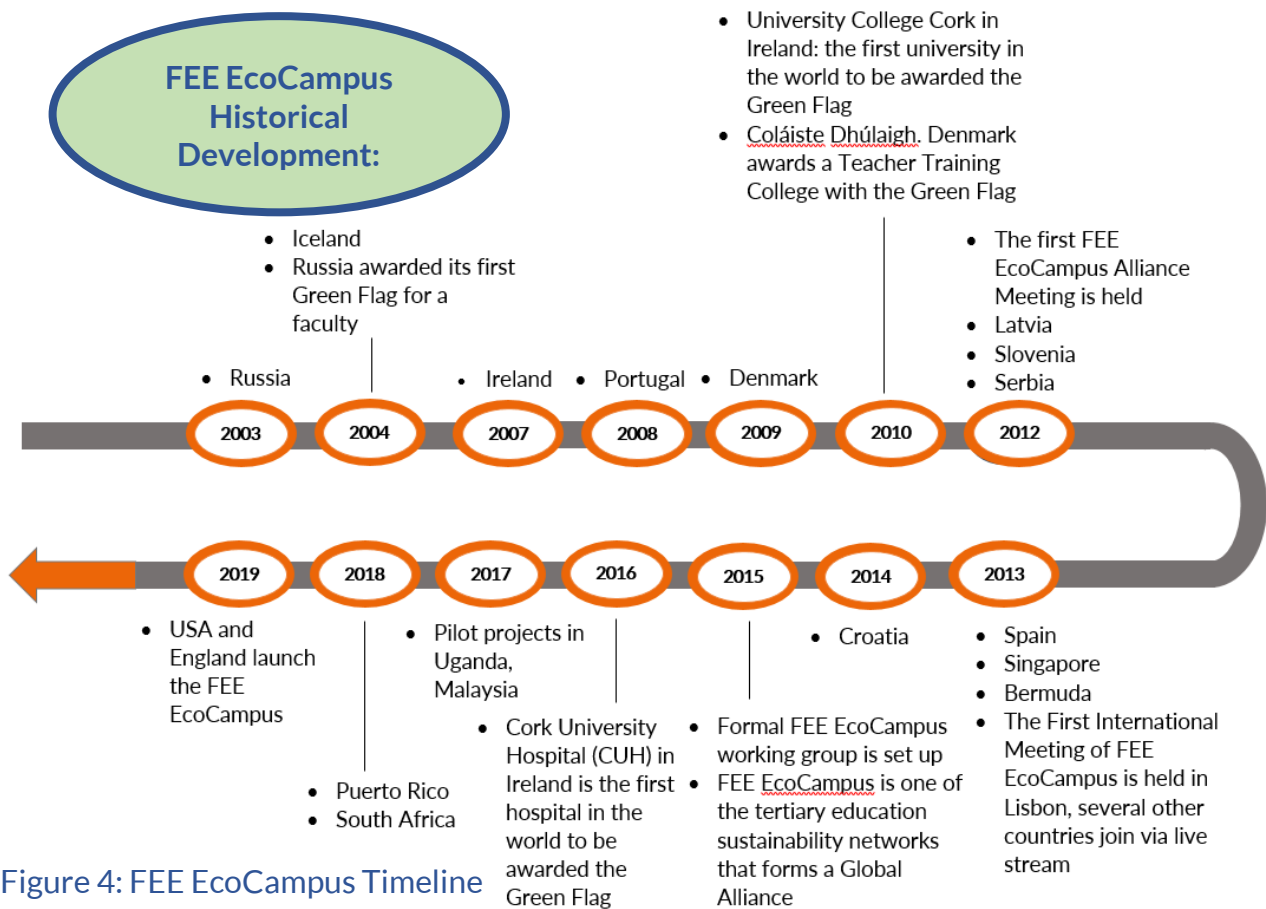 FEE EcoCampus
Historical
Development:
• University College Cork in
Ireland: the first university in
the world to be awarded the
Green Flag
• Coláiste Dhúlaigh. Denmark
awards a Teacher Training
College with the Green Flag
• Iceland
• Russia awarded its first
Green Flag for a
faculty
• The first FEE
EcoCampus Alliance
Meeting is held
• Latvia
• Slovenia
• Serbia
• Russia
• Ireland
• Portugal
• Denmark
2003
2004
2007
2008
2009
2010
2012
2019
2018
2017
2016
2015
2014
2013
• USA and
England launch
the FEE
EcoCampus
• Puerto Rico
• South Africa
• Pilot projects in
Uganda,
Malaysia
• Cork University
Hospital (CUH) in
Ireland is the first
hospital in the
world to be
awarded the
Green Flag
• Formal FEE EcoCampus
working group is set up
• FEE EcoCampus is one of
the tertiary education
sustainability networks
that forms a Global
Alliance
• Croatia
• Spain
• Singapore
• Bermuda
• The First International
Meeting of FEE
EcoCampus is held in
Lisbon, several other
countries join via live
stream
Figure 4: FEE EcoCampus Timeline